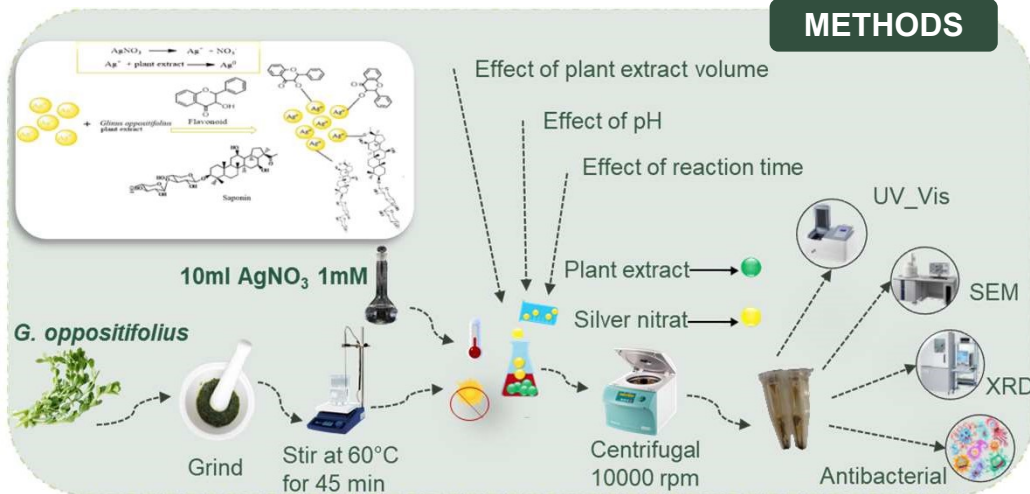 METHODS
AgNO₃ → Ag⁺ + NO₃⁻
Ag⁺ + plant extract → Ag⁰
+
Glinus oppositifolius
plant extract
Flavonoid
Saponin
Effect of plant extract volume
Effect of pH
Effect of reaction time
UV_Vis
10ml AgNO₃ 1mM
Plant extract
SEM
Silver nitrat
G. oppositifolius
XRD
Grind
Stir at 60°C
for 45 min
Centrifugal
10000 rpm
Antibacterial